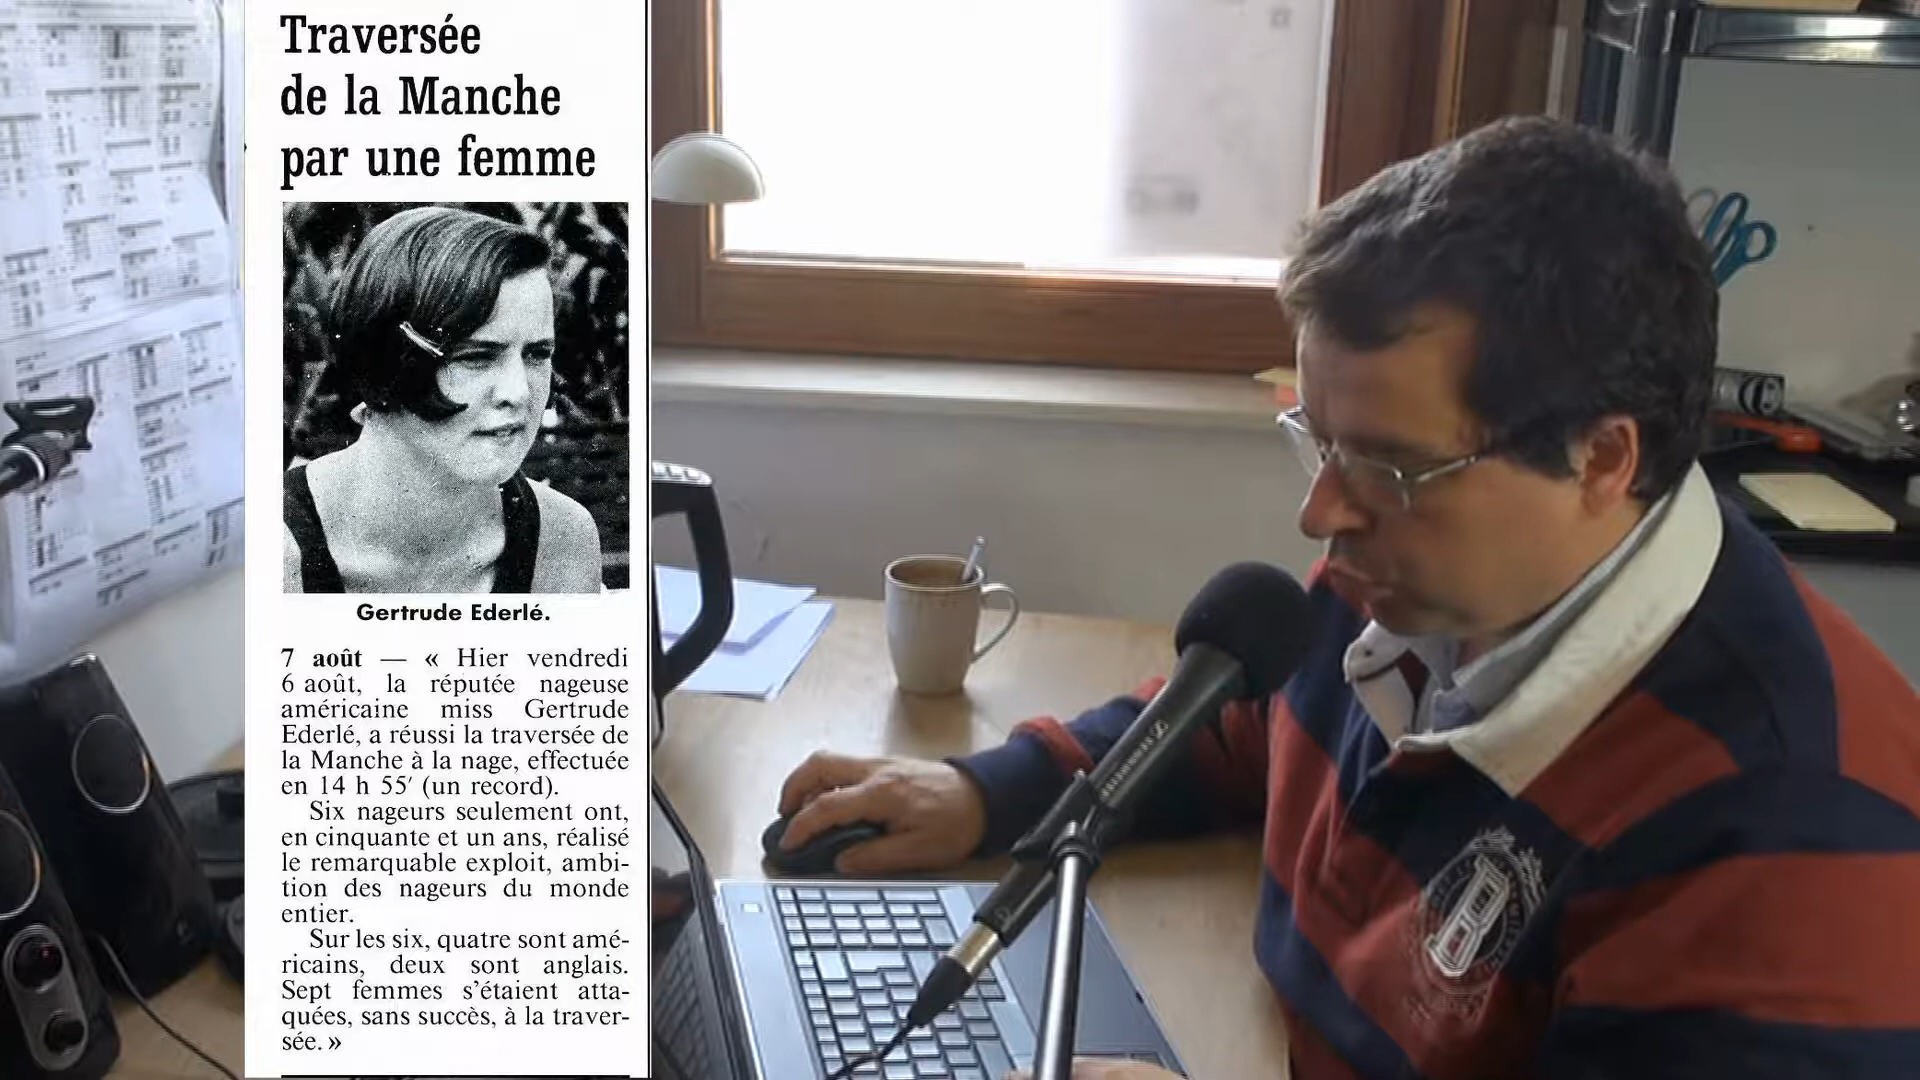 Traversée
de la Manche
par une femme
Gertrude Ederlé.
7 août — « Hier vendredi
6 août, la réputée nageuse
américaine miss Gertrude
Ederlé, a réussi la traversée de
la Manche à la nage, effectuée
en 14 h 55′ (un record).
Six nageurs seulement ont,
en cinquante et un ans, réalisé
le remarquable exploit, ambi-
tion des nageurs du monde
entier.
Sur les six, quatre sont amé-
ricains, deux sont anglais.
Sept femmes s'étaient atta-
quées, sans succès, à la traver-
sée. »